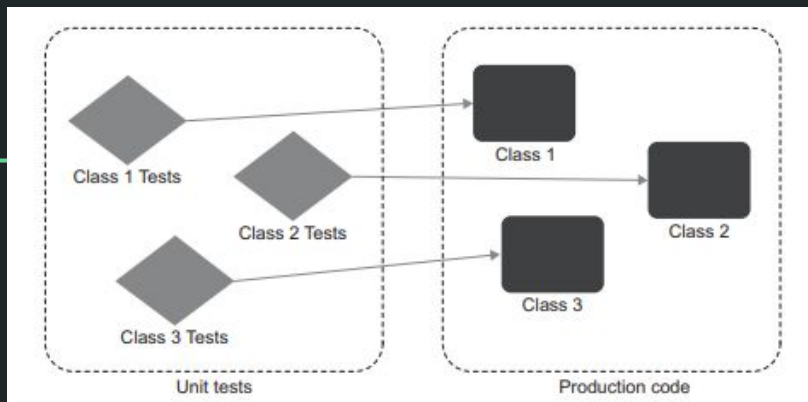 Class 1 Tests
Class 1
Class 2 Tests
Class 2
Class 3 Tests
Class 3
Unit tests
Production code